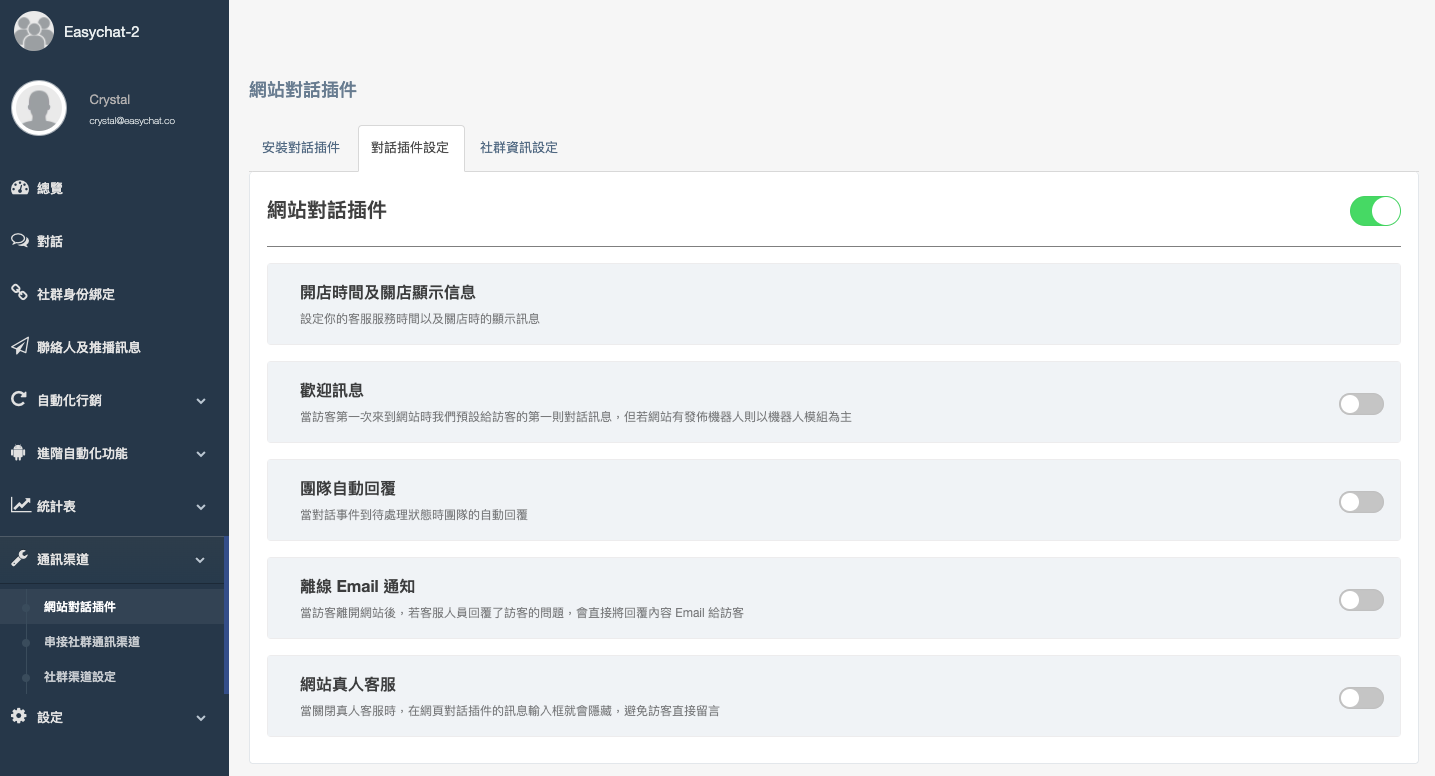 Easychat-2
Crystal
crystal@easychat.co
總覽
對話
社群身份綁定
聯絡人及推播訊息
自動化行銷
進階自動化功能
統計表
通訊渠道
網站對話插件
串接社群通訊渠道
社群渠道設定
設定
網站對話插件
安裝對話插件
對話插件設定
社群資訊設定
網站對話插件
開店時間及關店顯示信息
設定你的客服服務時間以及關店時的顯示訊息
歡迎訊息
當訪客第一次來到網站時我們預設給訪客的第一則對話訊息，但若網站有發佈機器人則以機器人模組為主
團隊自動回覆
當對話事件到待處理狀態時團隊的自動回覆
離線 Email 通知
當訪客離開網站後，若客服人員回覆了訪客的問題，會直接將回覆內容 Email 給訪客
網站真人客服
當關閉真人客服時，在網頁對話插件的訊息輸入框就會隱藏，避免訪客直接留言